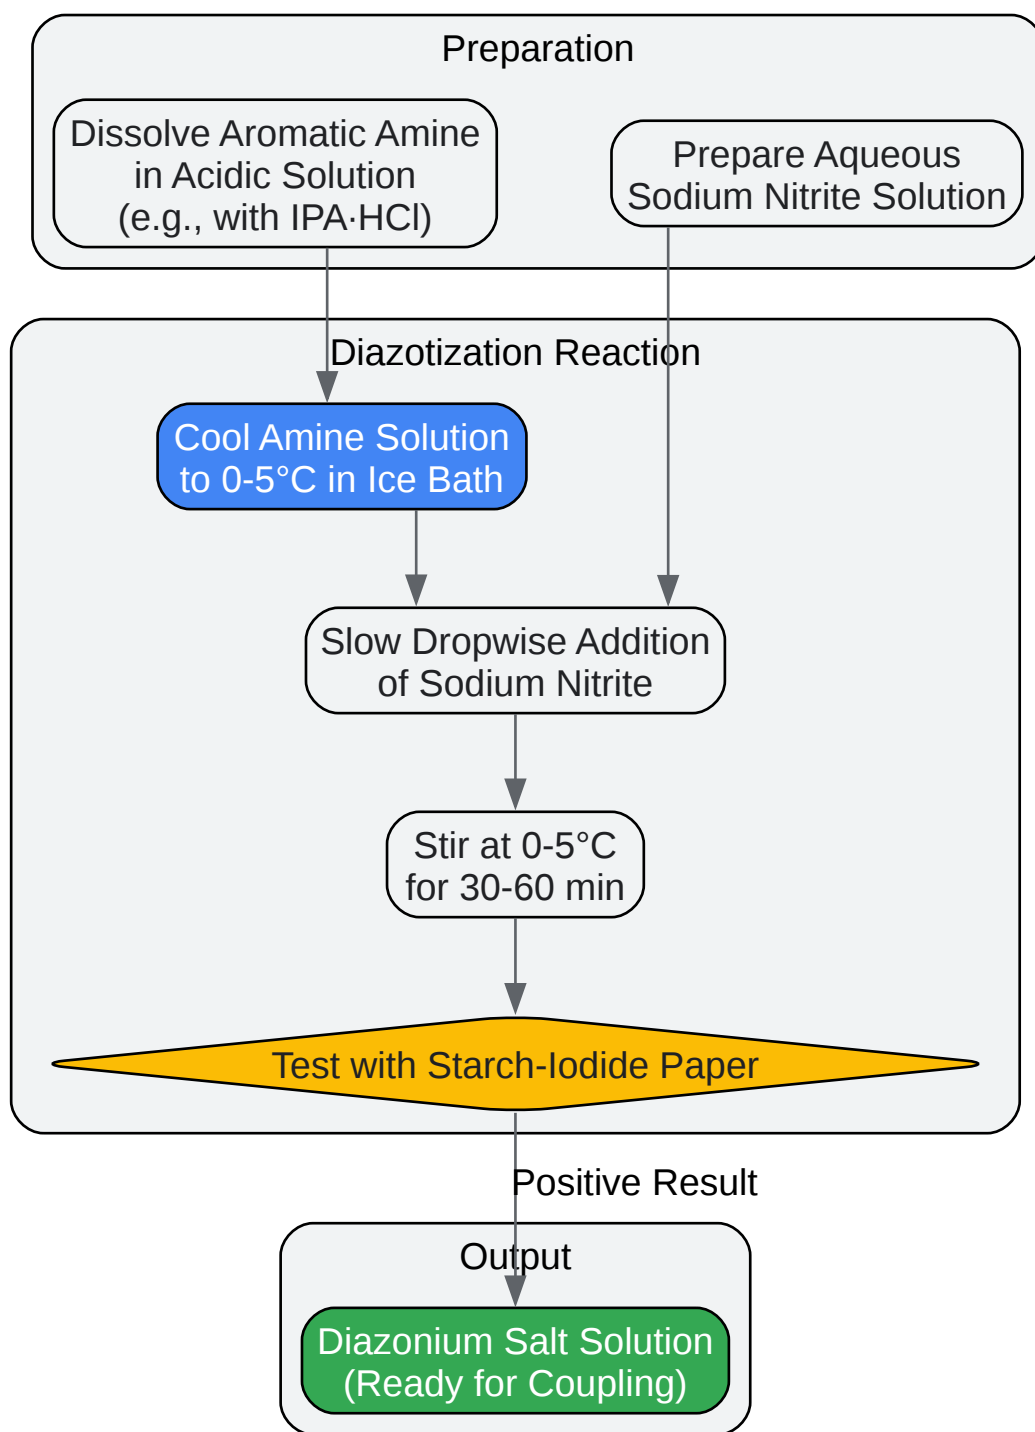 Preparation
Dissolve Aromatic Amine
in Acidic Solution
(e.g., with IPA·HCl)
Prepare Aqueous
Sodium Nitrite Solution
Diazotization Reaction
Cool Amine Solution
to 0-5°C in Ice Bath
Slow Dropwise Addition
of Sodium Nitrite
Stir at 0-5°C
for 30-60 min
Test with Starch-Iodide Paper
Positive Result
Output
Diazonium Salt Solution
(Ready for Coupling)